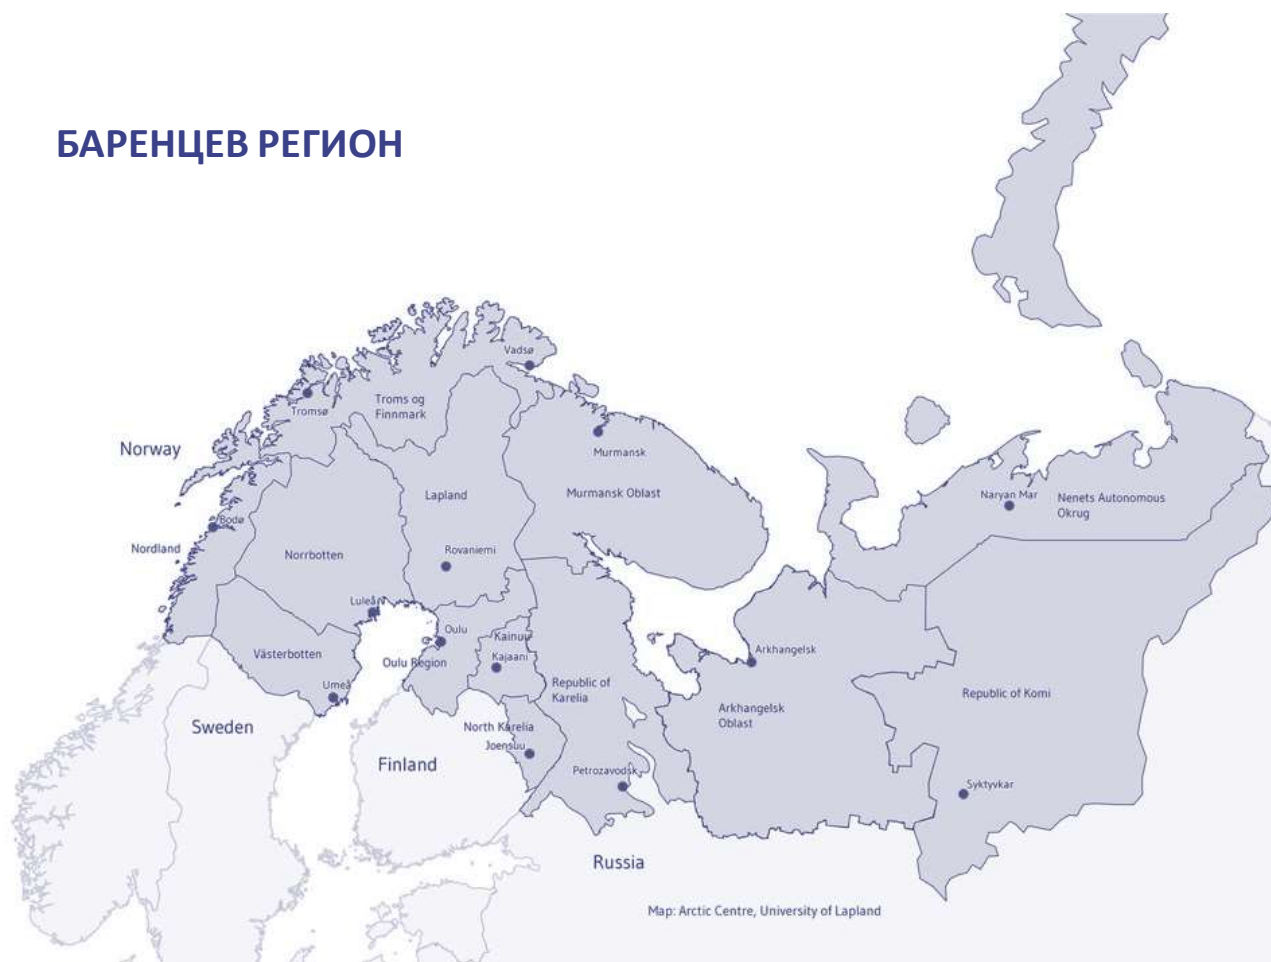 БАРЕНЦЕВ РЕГИОН
Vadsø
Tromsø
Troms og
Finnmark
Norway
Murmansk
Lapland
Murmansk Oblast
Naryan Mar
Nenets Autonomous
Okrug
Bodø
Nordland
Norrbotten
Rovaniemi
Luleå
Oulu
Kainuu
Västerbotten
Oulu Region
Kajaani
Arkhangelsk
Umeå
Republic of
Karelia
Republic of Komi
Arkhangelsk
Oblast
Sweden
North Karelia
Joensuu
Finland
Petrozavodsk
Syktyvkar
Russia
Map: Arctic Centre, University of Lapland